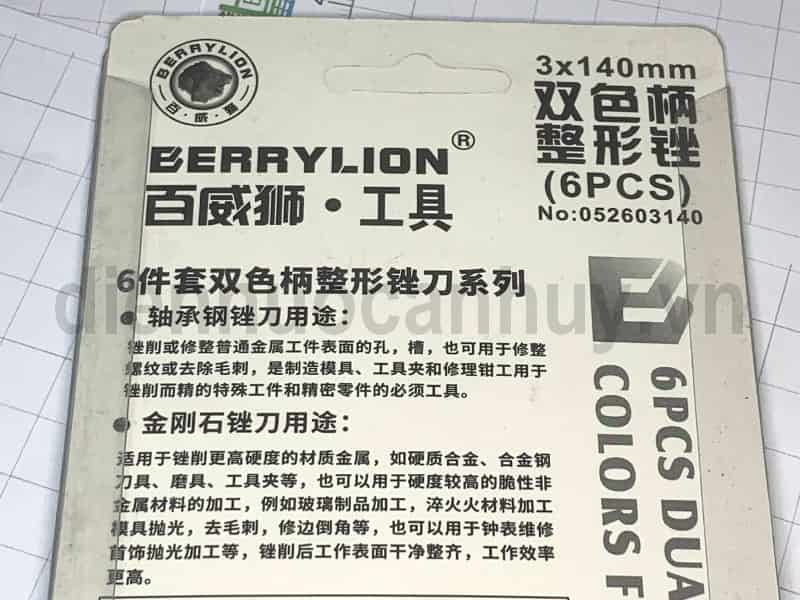 BERRYLION
百·威·狮
3x140mm
双色柄
整形锉
(6PCS)
No:052603140
BERRYLION®
百威狮·工具
6件套双色柄整形锉刀系列
● 轴承钢锉刀用途：
锉削或修整普通金属工件表面的孔，槽，也可用于修整
螺纹或去除毛刺，是制造模具、工具夹和修理钳工用于
锉削而精的特殊工件和精密零件的必须工具。
● 金刚石锉刀用途：
适用于锉削更高硬度的材质金属，如硬质合金、合金钢
刀具、磨具、工具夹等，也可以用于硬度较高的脆性非
金属材料的加工，例如玻璃制品加工，淬火火材料加工
模具抛光，去毛刺，修边倒角等，也可以用于钟表维修
首饰抛光加工等，锉削后工作表面干净整齐，工作效率
更高。
6PCS DUA
COLORS F
diennuocanhuy.vn